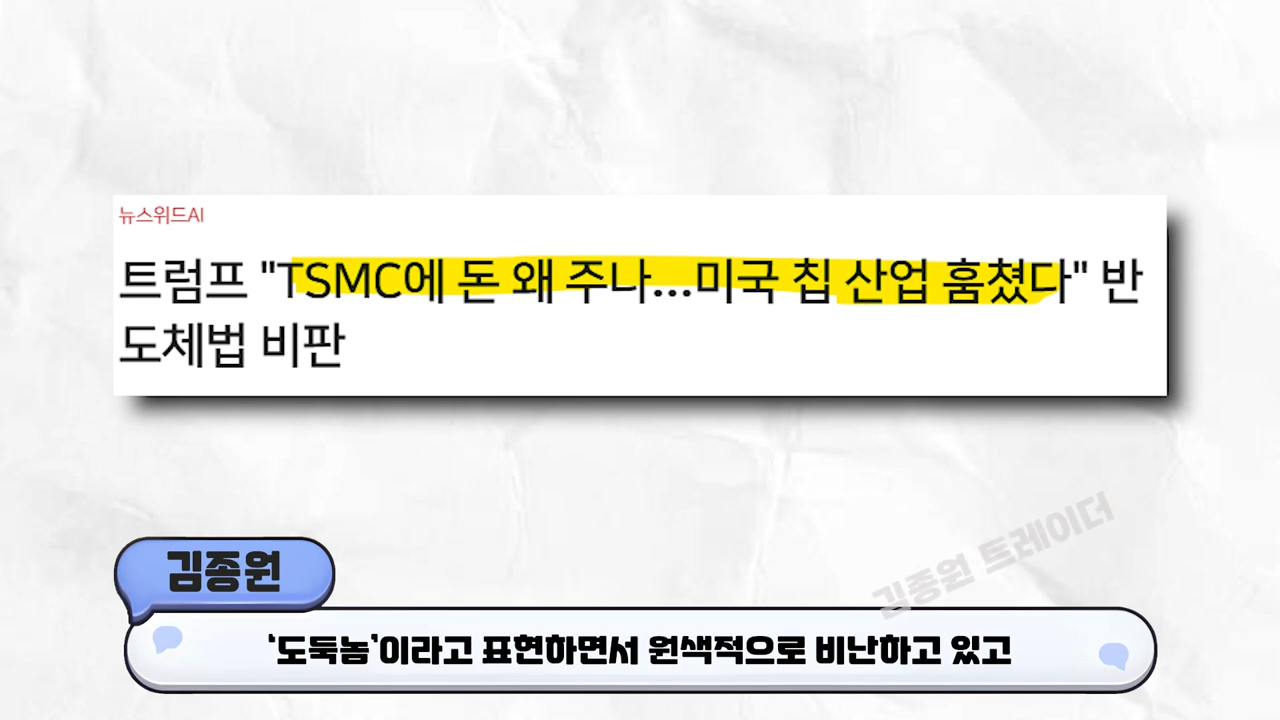 뉴스위드AI
트럼프 "TSMC에 돈 왜 주나...미국 칩 산업 훔쳤다" 반
도체법 비판
김종원 트레이더
김종원
'도둑놈'이라고 표현하면서 원색적으로 비난하고 있고